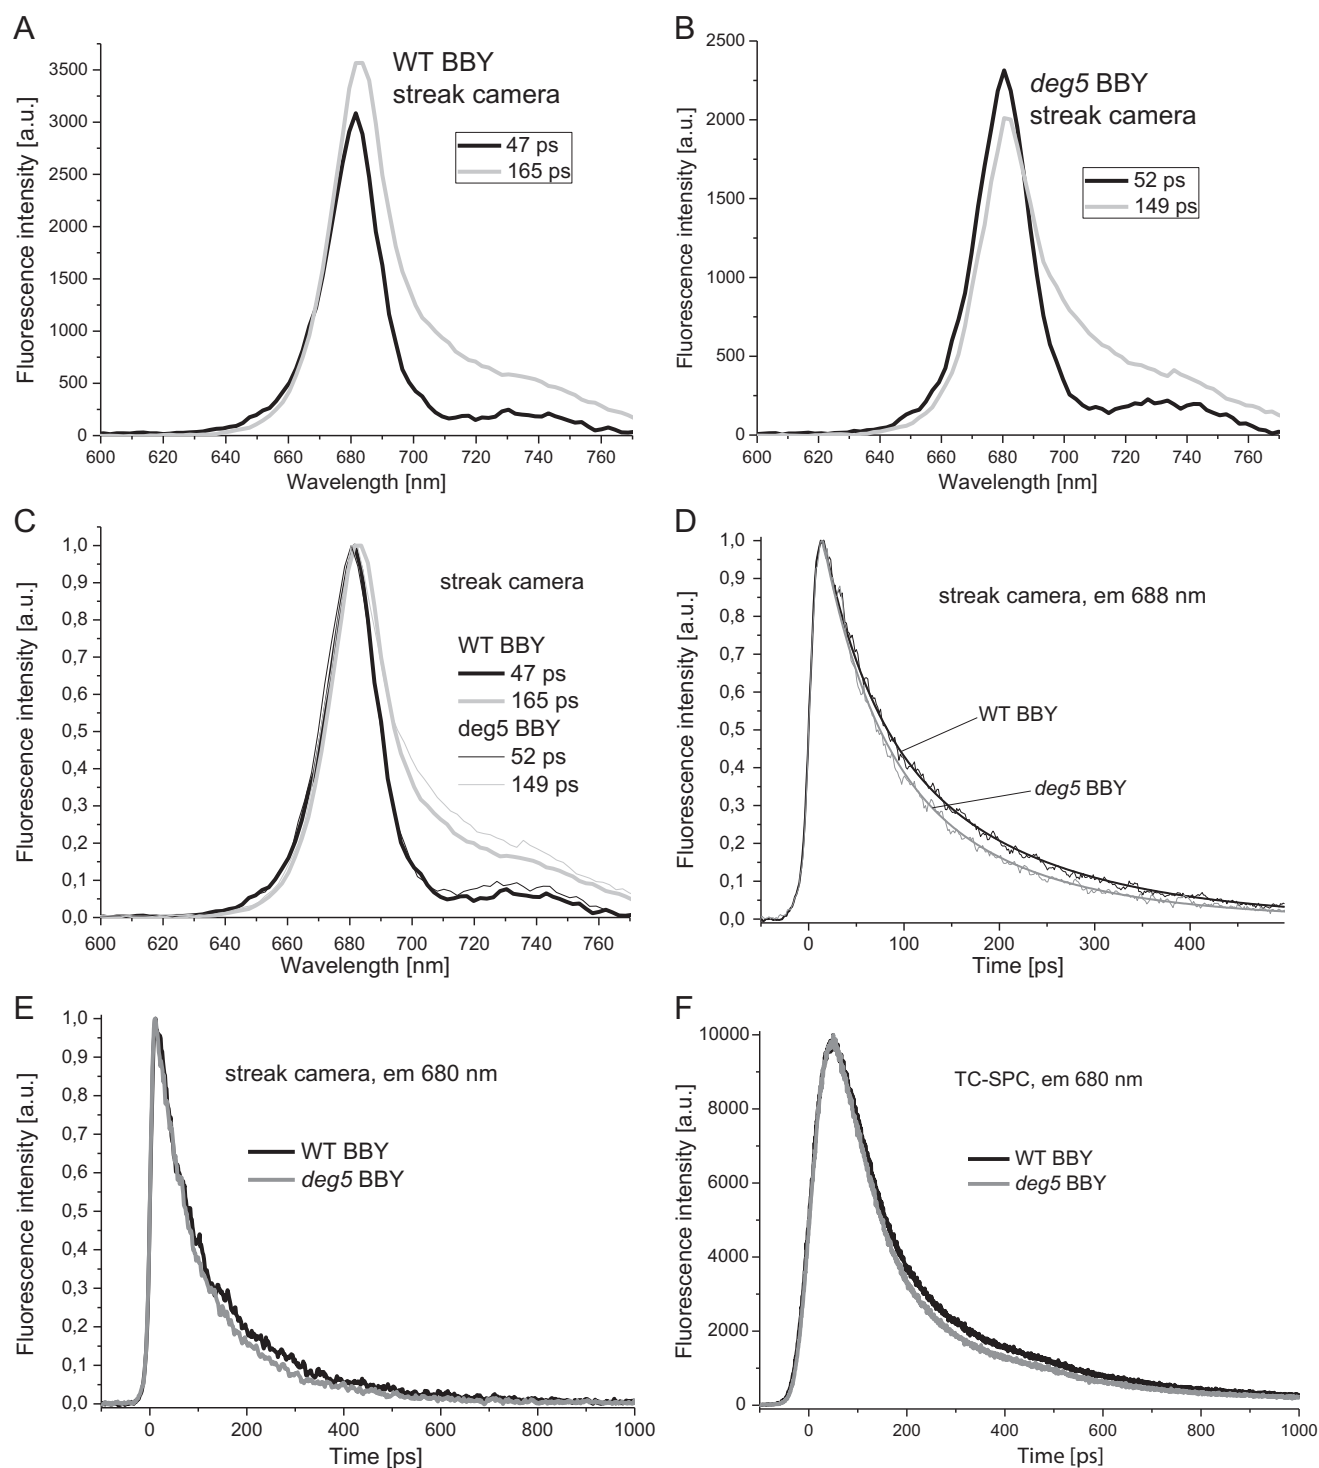 A
WT BBY
streak camera
47 ps
165 ps
Fluorescence intensity [a.u.]
3500
3000
2500
2000
1500
1000
500
0
600 620 640 660 680 700 720 740 760
Wavelength [nm]
B
deg5 BBY
streak camera
52 ps
149 ps
Fluorescence intensity [a.u.]
2500
2000
1500
1000
500
0
600 620 640 660 680 700 720 740 760
Wavelength [nm]
C
streak camera
WT BBY
47 ps
165 ps
deg5 BBY
52 ps
149 ps
Fluorescence intensity [a.u.]
1,0
0,9
0,8
0,7
0,6
0,5
0,4
0,3
0,2
0,1
0,0
600 620 640 660 680 700 720 740 760
Wavelength [nm]
D
streak camera, em 688 nm
WT BBY
deg5 BBY
Fluorescence intensity [a.u.]
1,0
0,9
0,8
0,7
0,6
0,5
0,4
0,3
0,2
0,1
0,0
0 100 200 300 400
Time [ps]
E
streak camera, em 680 nm
WT BBY
deg5 BBY
Fluorescence intensity [a.u.]
1,0
0,9
0,8
0,7
0,6
0,5
0,4
0,3
0,2
0,1
0,0
0 200 400 600 800 1000
Time [ps]
F
TC-SPC, em 680 nm
WT BBY
deg5 BBY
Fluorescence intensity [a.u.]
10000
8000
6000
4000
2000
0
0 200 400 600 800 1000
Time [ps]